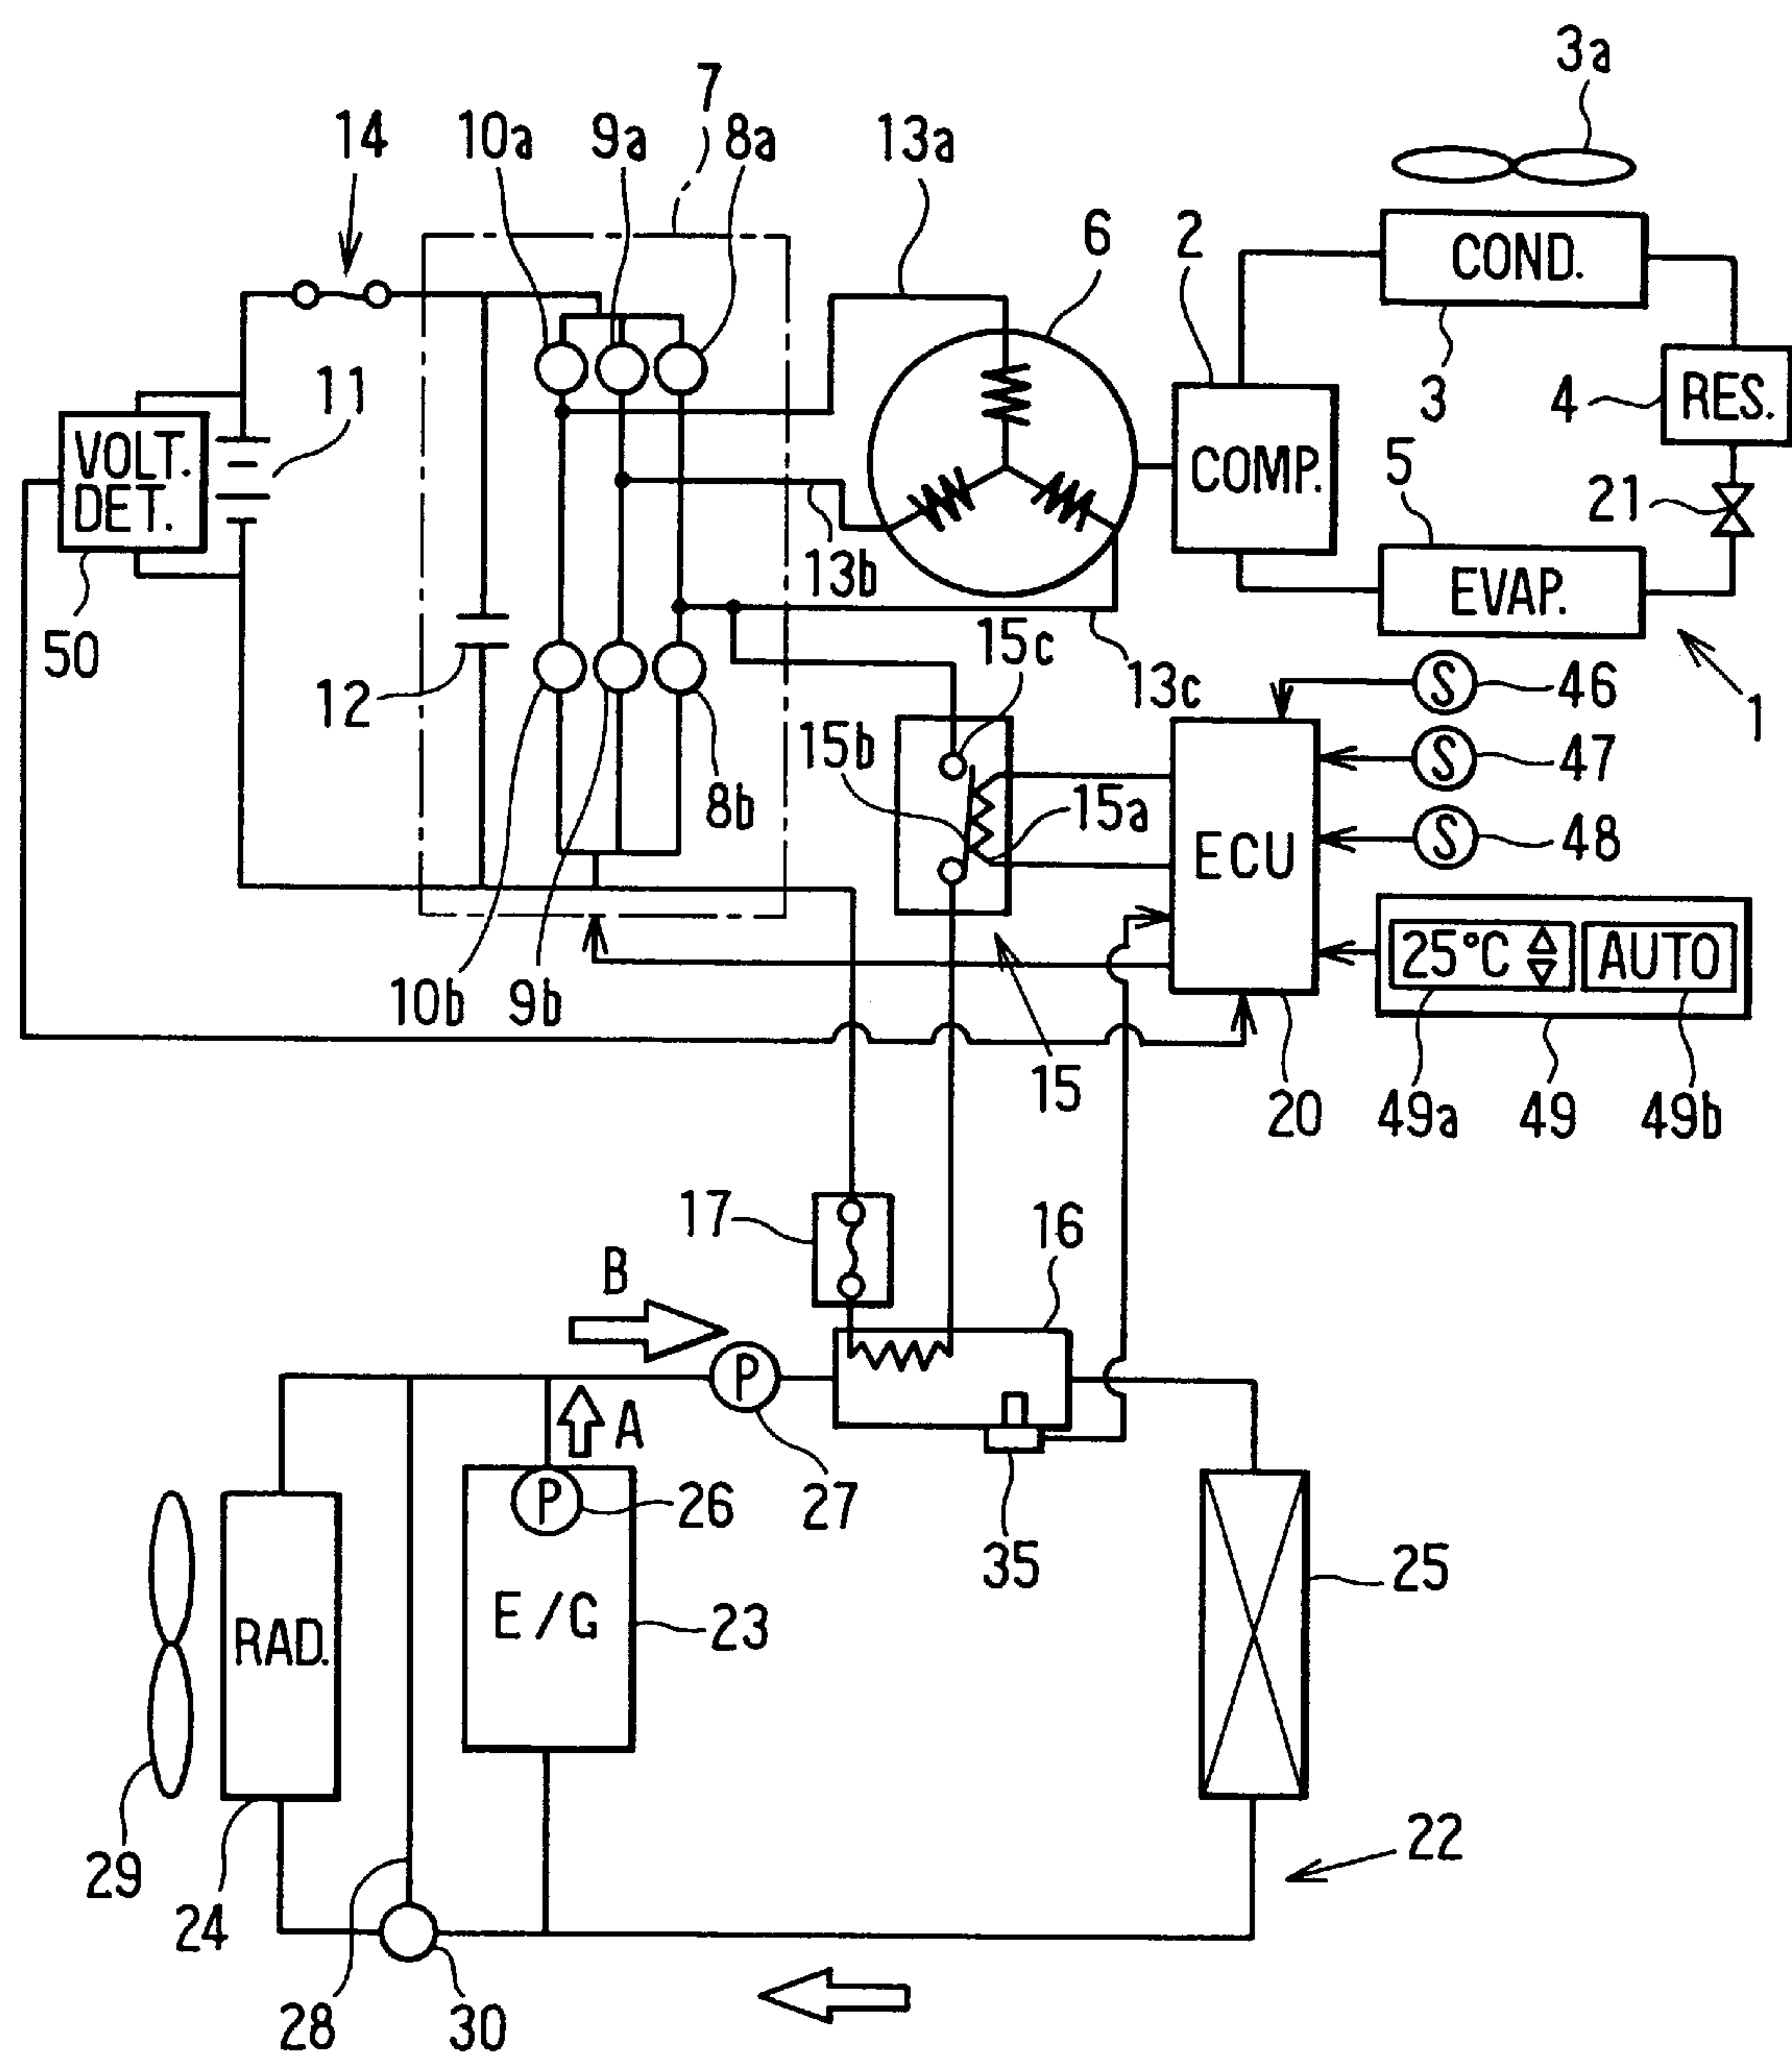 3a
7
14
10a
9a
8a
13a
6
2
COND.
3
4
RES.
11
VOLT.
DET.
COMP.
5
21
EVAP.
13b
50
12
15c
13c
1
S
46
S
47
S
48
15b
15a
8b
ECU
25°C
AUTO
10b
9b
15
20
49a
49
49b
17
16
B
P
A
27
P
26
35
25
E/G
23
RAD.
29
24
22
28
30